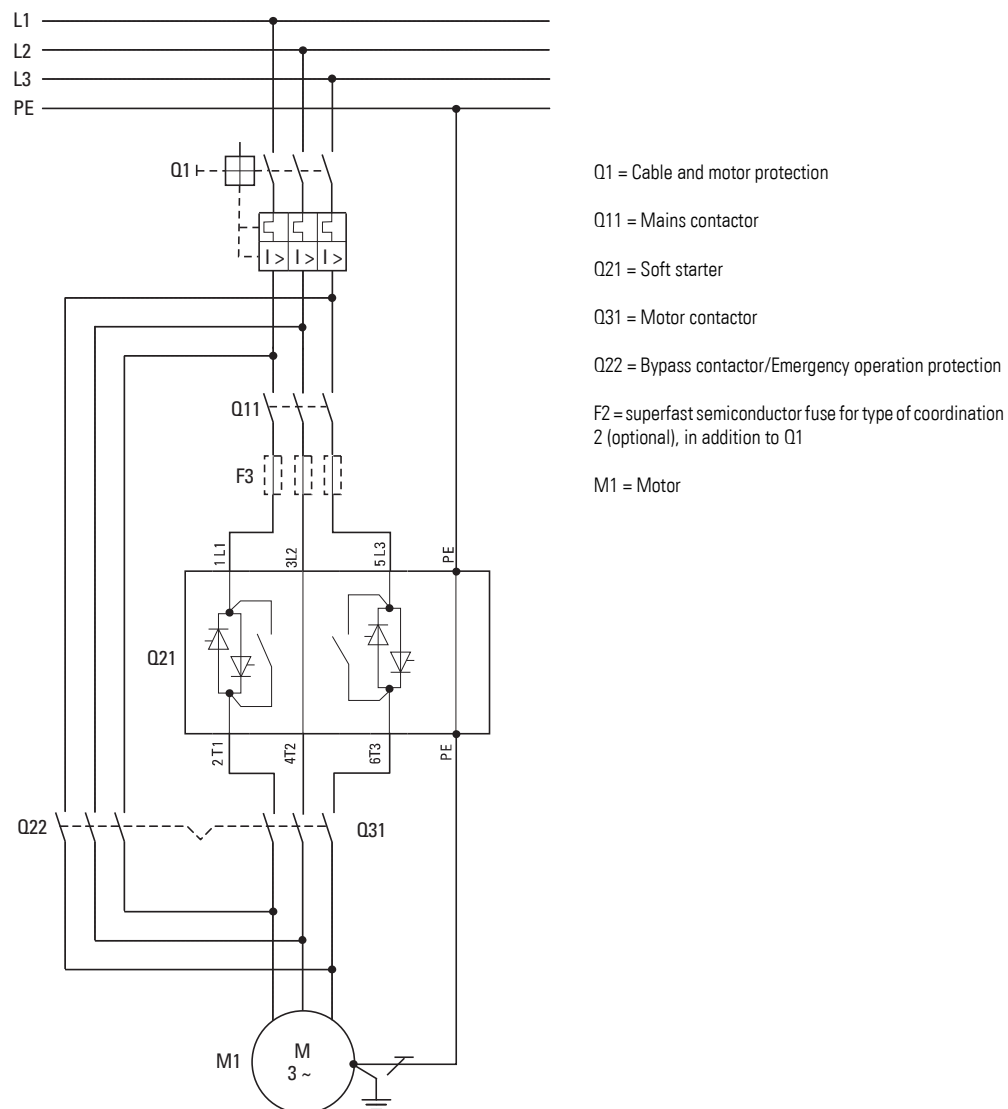 L1
L2
L3
PE
Q1
I > I > I >
Q11
F3
1 L1
3L2
5 L3
PE
Q21
2 T1
4T2
6T3
PE
Q22
Q31
M1
M
3 ~
Q1 = Cable and motor protection
Q11 = Mains contactor
Q21 = Soft starter
Q31 = Motor contactor
Q22 = Bypass contactor/Emergency operation protection
F2 = superfast semiconductor fuse for type of coordination
2 (optional), in addition to Q1
M1 = Motor